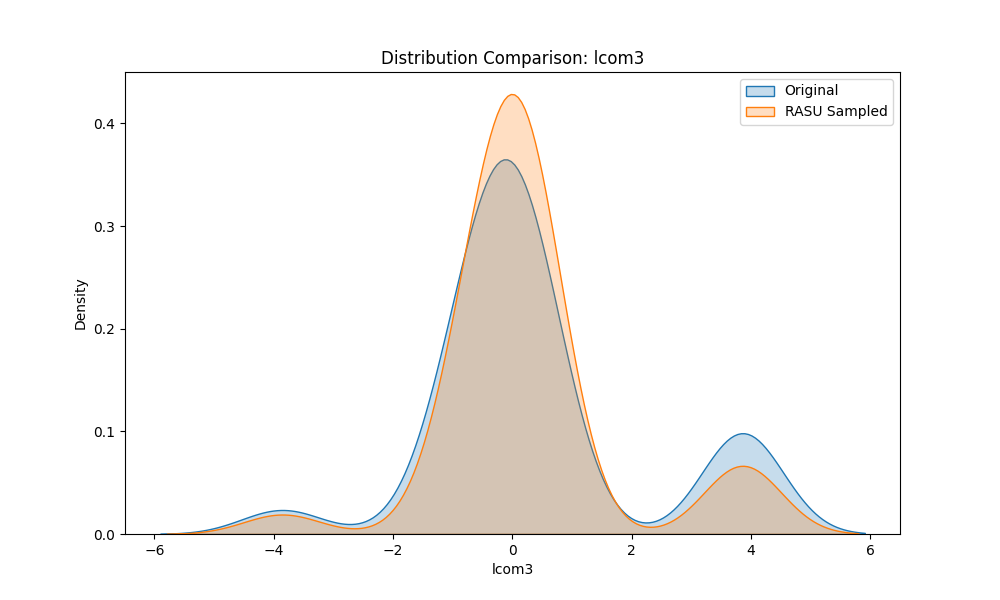 Distribution Comparison: lcom3
Original
RASU Sampled
Density
0.4
0.3
0.2
0.1
0.0
−6
−4
−2
0
2
4
6
lcom3